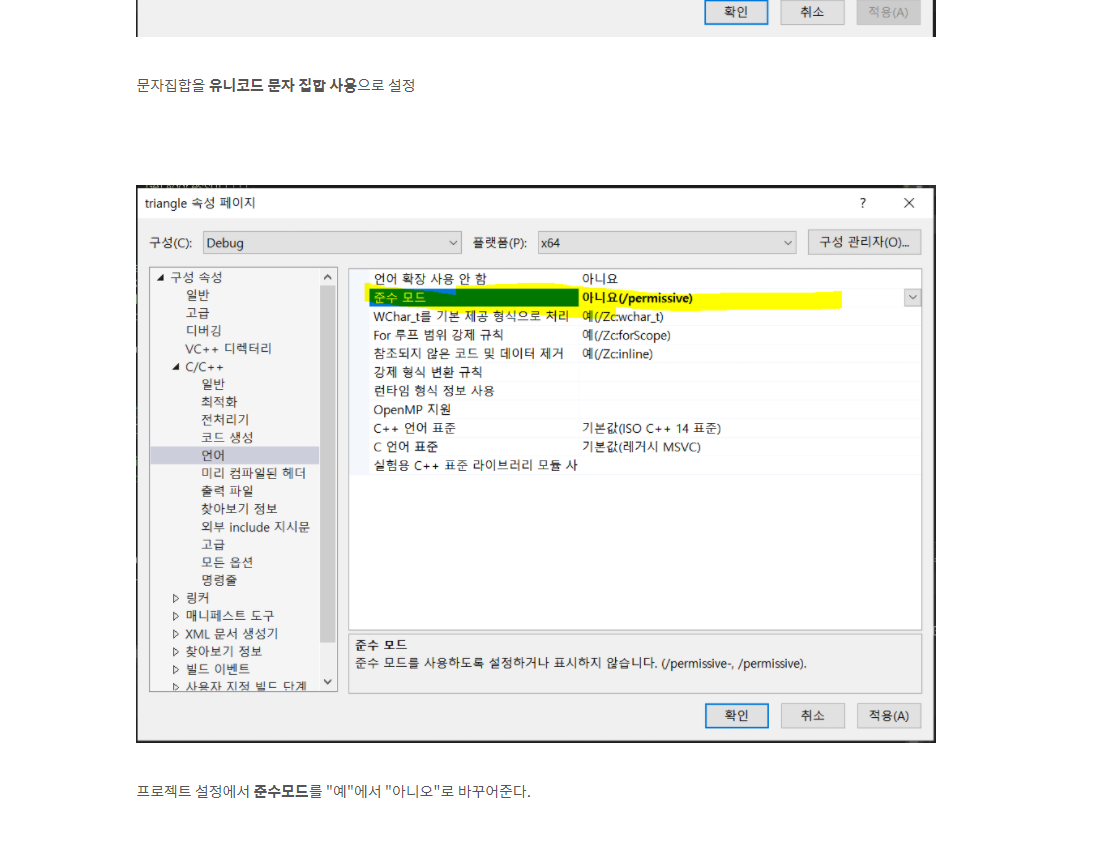 확인 취소 적용(A)
문자집합을 유니코드 문자 집합 사용으로 설정
triangle 속성 페이지 ?
구성(C): Debug 플랫폼(P): x64 구성 관리자(O)...
구성 속성
일반
고급
디버깅
VC++ 디렉터리
C/C++
일반
최적화
전처리기
코드 생성
언어
미리 컴파일된 헤더
출력 파일
찾아보기 정보
외부 include 지시문
고급
모든 옵션
명령줄
링커
매니페스트 도구
XML 문서 생성기
찾아보기 정보
빌드 이벤트
사용자 지정 빌드 단계
언어 확장 사용 안 함 아니요
준수 모드 아니요(/permissive)
WChar_t를 기본 제공 형식으로 처리 예(/Zc:wchar_t)
For 루프 범위 강제 규칙 예(/Zc:forScope)
참조되지 않은 코드 및 데이터 제거 예(/Zc:inline)
강제 형식 변환 규칙
런타임 형식 정보 사용
OpenMP 지원
C++ 언어 표준 기본값(ISO C++ 14 표준)
C 언어 표준 기본값(레거시 MSVC)
실험용 C++ 표준 라이브러리 모듈 사
준수 모드
준수 모드를 사용하도록 설정하거나 표시하지 않습니다. (/permissive-, /permissive).
확인 취소 적용(A)
프로젝트 설정에서 준수모드를 "예"에서 "아니오"로 바꾸어준다.